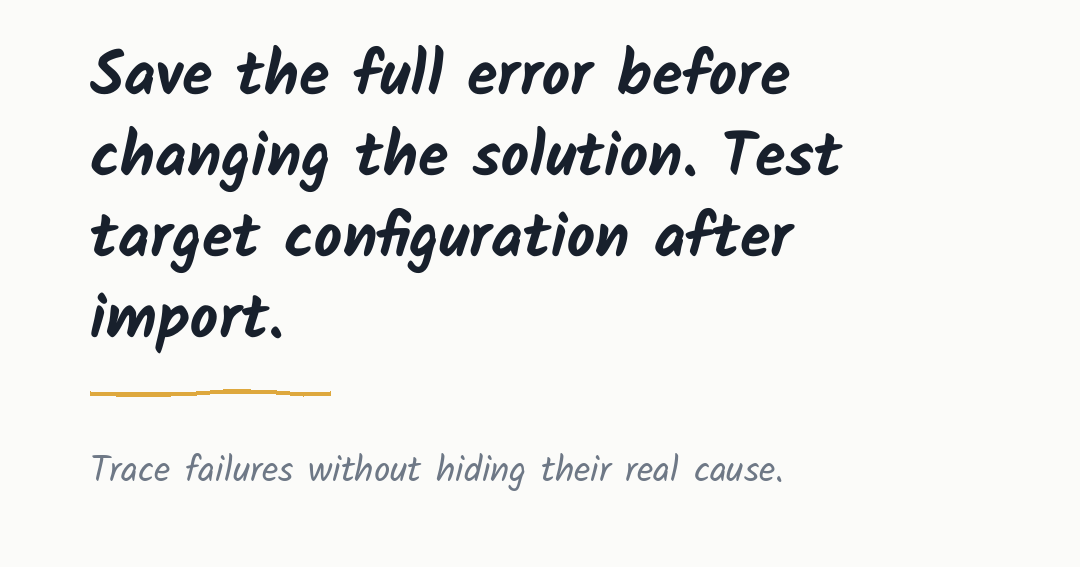 Save the full error before
changing the solution. Test
target configuration after
import.
Trace failures without hiding their real cause.